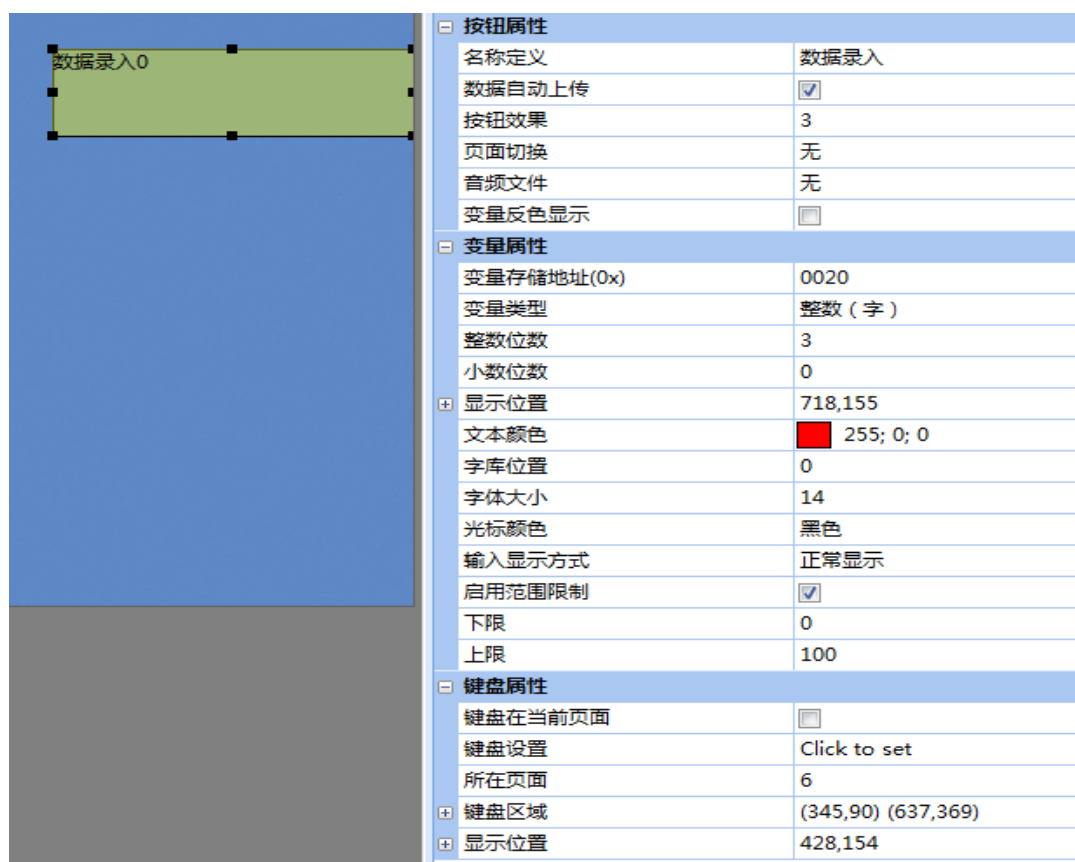 数据录入0
按钮属性
名称定义 数据录入
数据自动上传
按钮效果 3
页面切换 无
音频文件 无
变量反色显示
变量属性
变量存储地址(0x) 0020
变量类型 整数（字）
整数位数 3
小数位数 0
显示位置 718,155
文本颜色 255; 0; 0
字库位置 0
字体大小 14
光标颜色 黑色
输入显示方式 正常显示
启用范围限制
下限 0
上限 100
键盘属性
键盘在当前页面
键盘设置 Click to set
所在页面 6
键盘区域 (345,90) (637,369)
显示位置 428,154